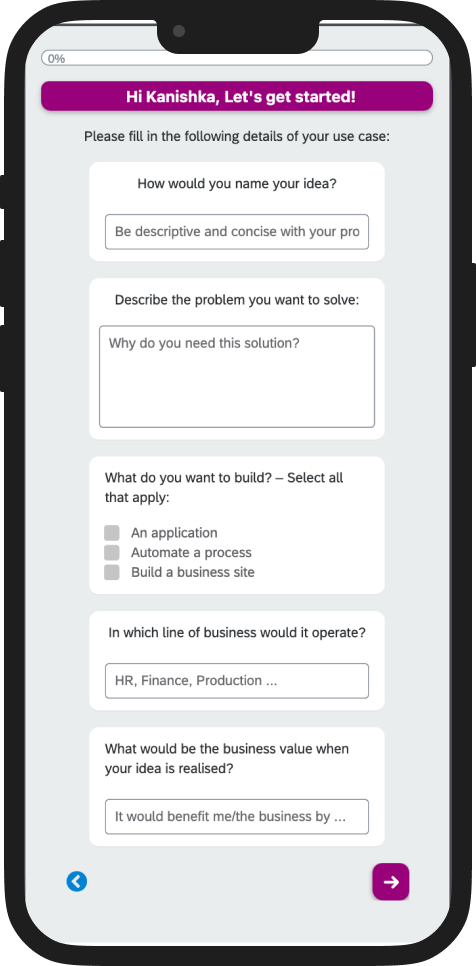 0%
Hi Kanishka, Let's get started!
Please fill in the following details of your use case:
How would you name your idea?
Be descriptive and concise with your pro
Describe the problem you want to solve:
Why do you need this solution?
What do you want to build? – Select all
that apply:
An application
Automate a process
Build a business site
In which line of business would it operate?
HR, Finance, Production ...
What would be the business value when
your idea is realised?
It would benefit me/the business by ...